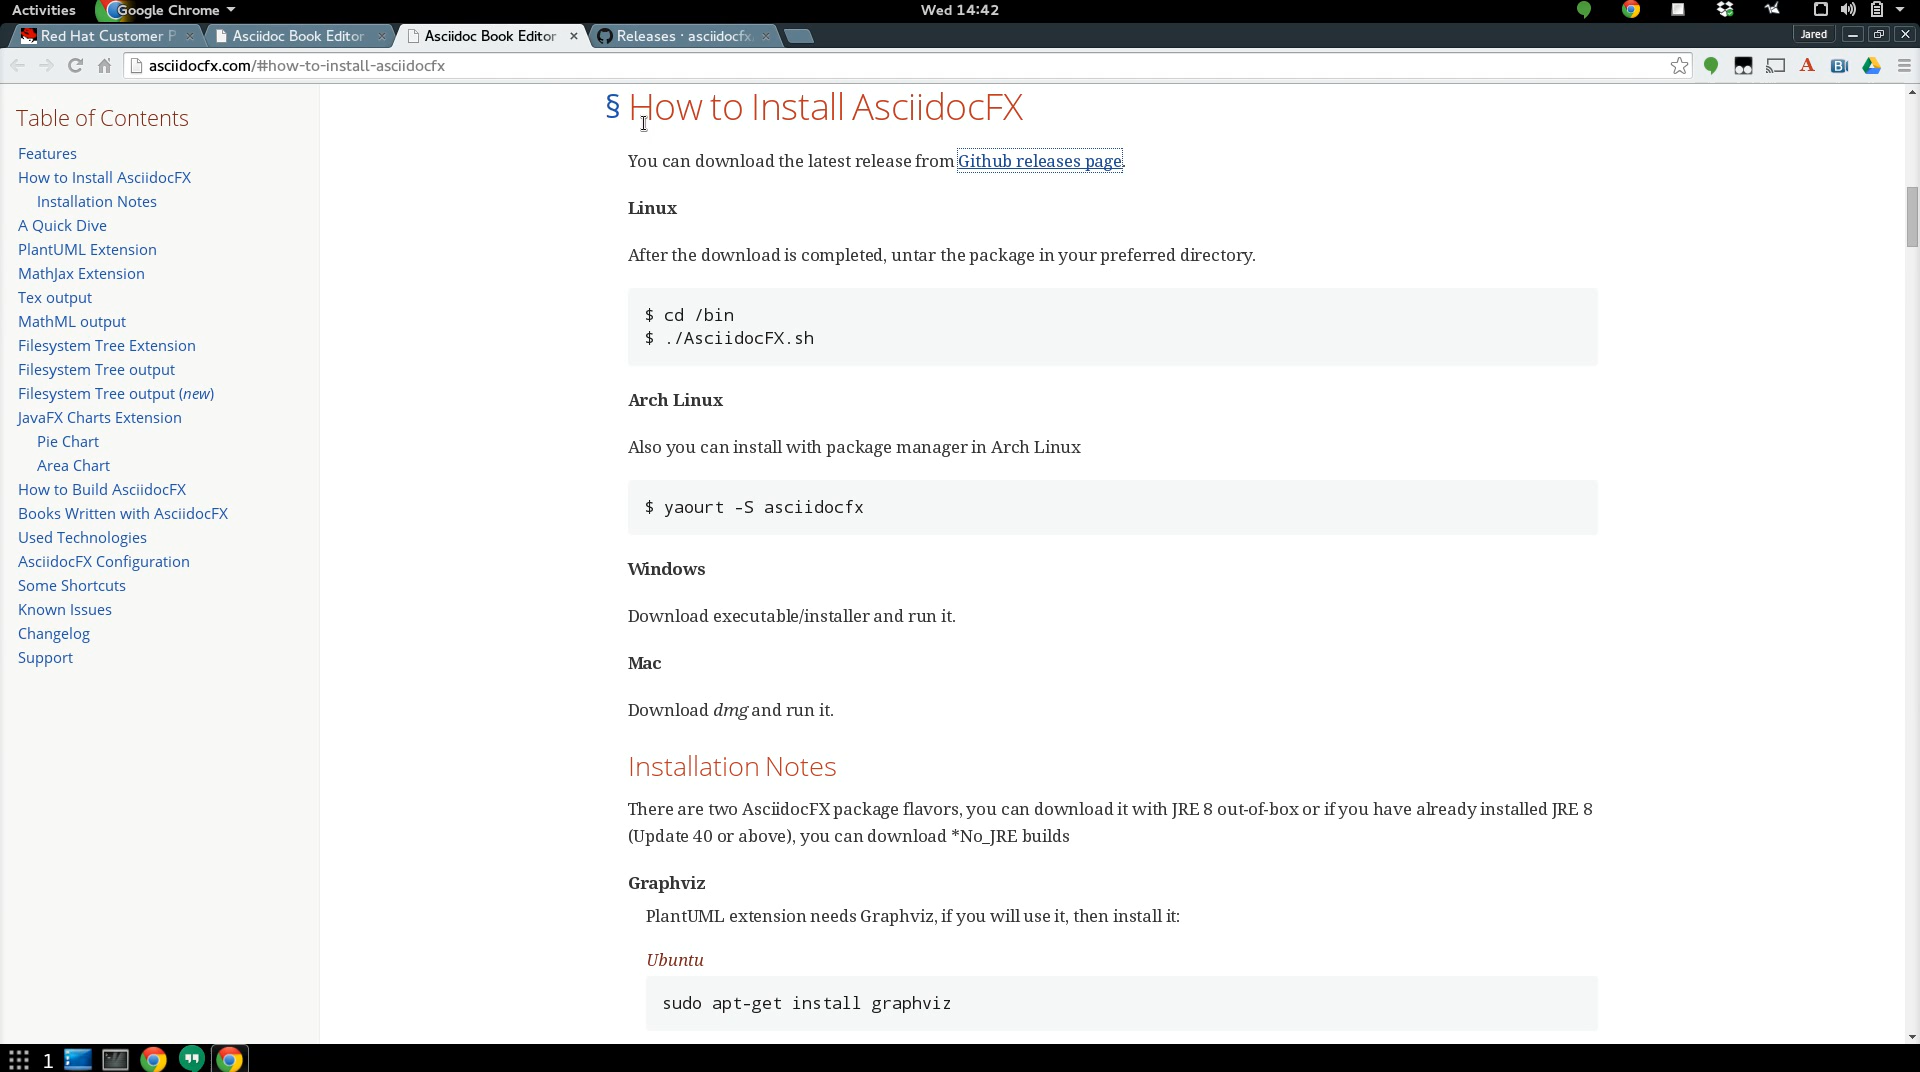 Activities
Google Chrome
Wed 14:42
Red Hat Customer P
Asciidoc Book Editor
Asciidoc Book Editor
Releases · asciidocfx
Jared
asciidocfx.com/#how-to-install-asciidocfx
Table of Contents
Features
How to Install AsciidocFX
Installation Notes
A Quick Dive
PlantUML Extension
MathJax Extension
Tex output
MathML output
Filesystem Tree Extension
Filesystem Tree output
Filesystem Tree output (new)
JavaFX Charts Extension
Pie Chart
Area Chart
How to Build AsciidocFX
Books Written with AsciidocFX
Used Technologies
AsciidocFX Configuration
Some Shortcuts
Known Issues
Changelog
Support
§ How to Install AsciidocFX
You can download the latest release from Github releases page.
Linux
After the download is completed, untar the package in your preferred directory.
$ cd /bin
$ ./AsciidocFX.sh
Arch Linux
Also you can install with package manager in Arch Linux
$ yaourt -S asciidocfx
Windows
Download executable/installer and run it.
Mac
Download dmg and run it.
Installation Notes
There are two AsciidocFX package flavors, you can download it with JRE 8 out-of-box or if you have already installed JRE 8
(Update 40 or above), you can download *No_JRE builds
Graphviz
PlantUML extension needs Graphviz, if you will use it, then install it:
Ubuntu
sudo apt-get install graphviz
1